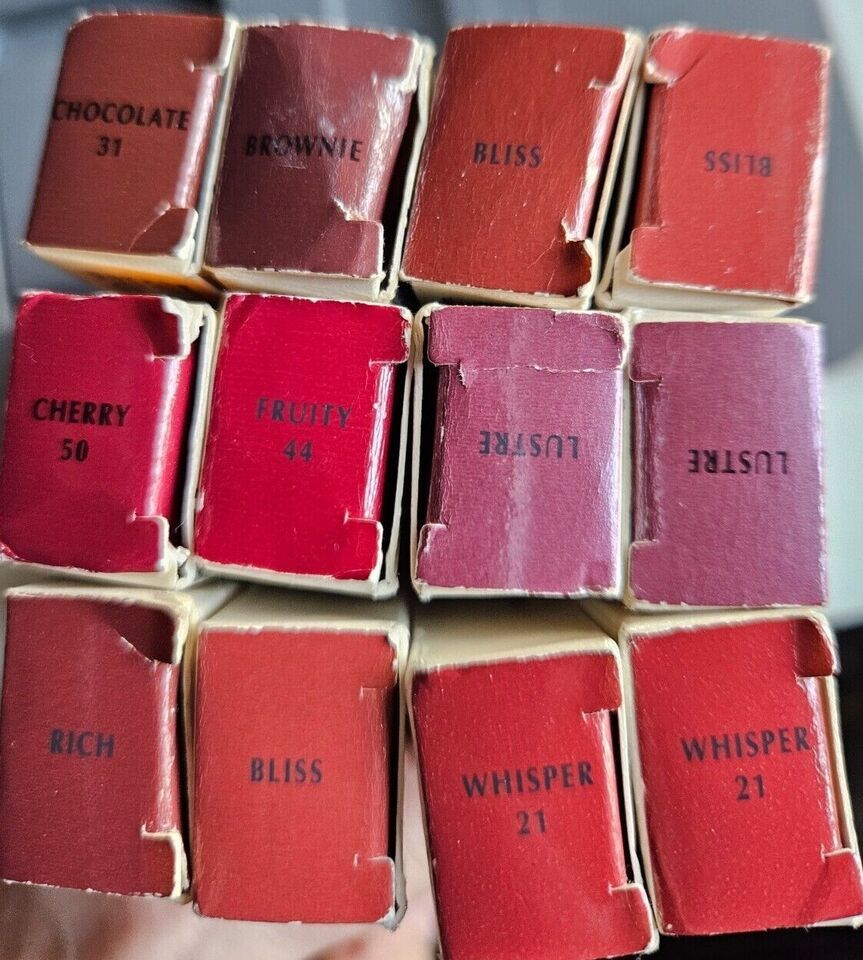 CHOCOLATE
31
BROWNIE
BLISS
BLISS
CHERRY
50
FRUITY
44
LUSTRE
LUSTRE
RICH
BLISS
WHISPER
21
WHISPER
21